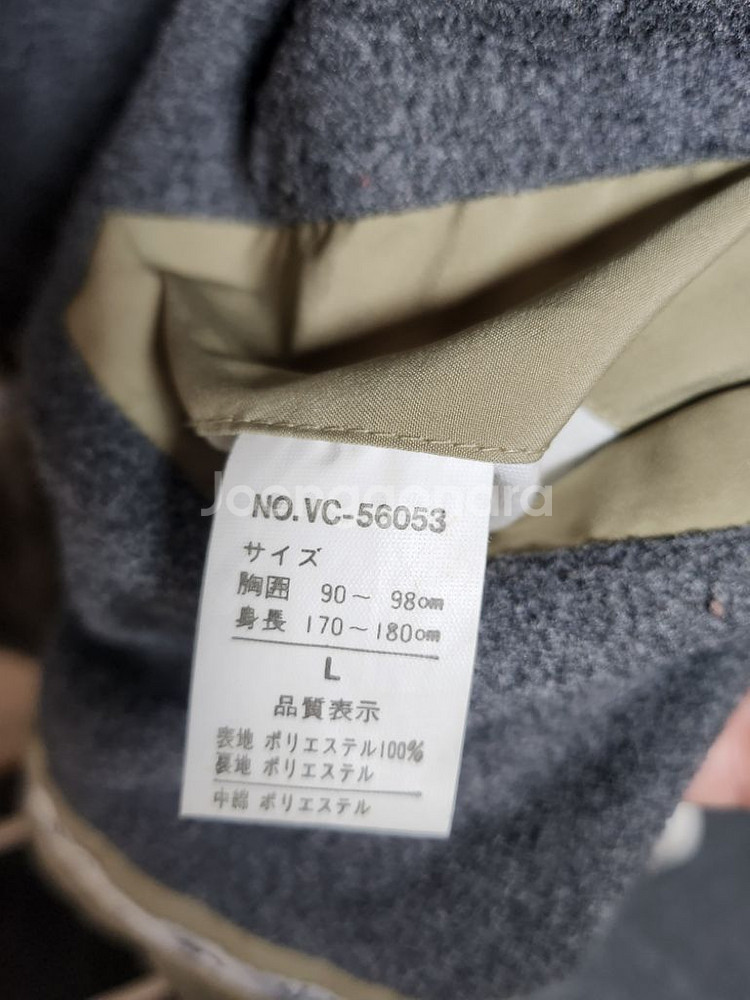 Joongonara
NO.VC-56053
サイズ
胸囲 90～ 98cm
身長 170～180cm
L
品質表示
表地 ポリエステル100%
裏地 ポリエステル
中綿 ポリエステル